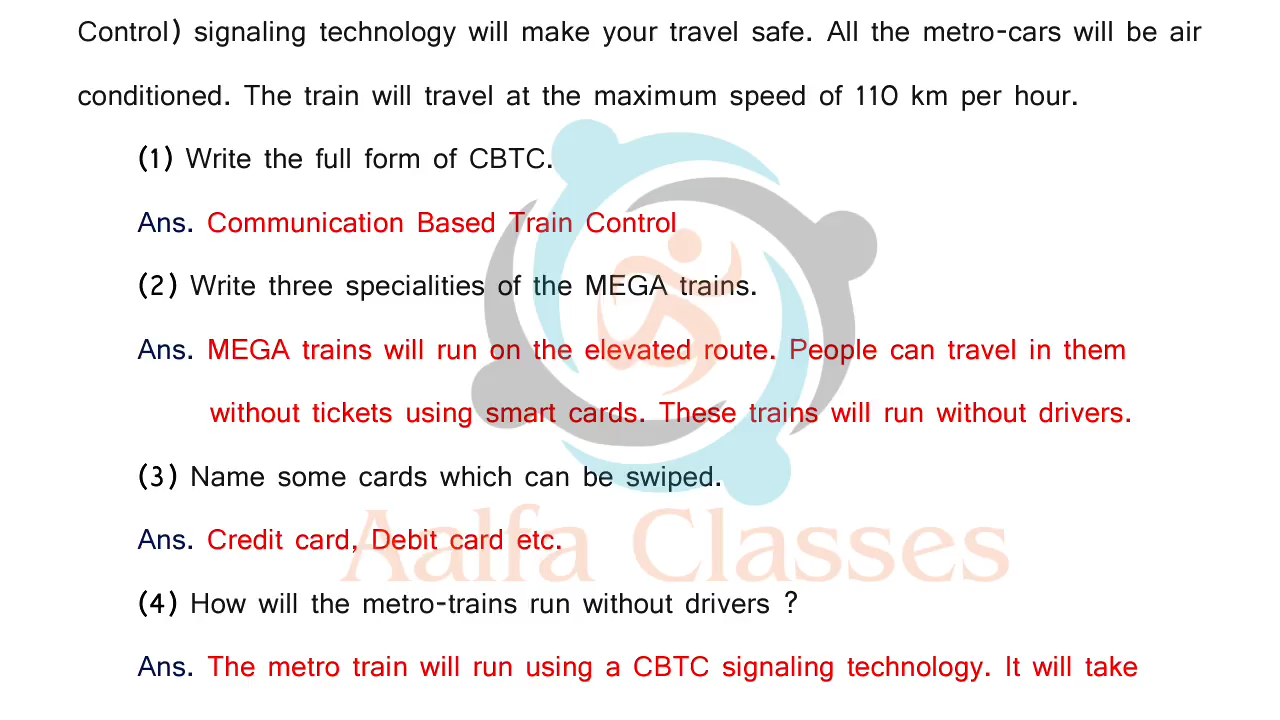 Control) signaling technology will make your travel safe. All the metro-cars will be air
conditioned. The train will travel at the maximum speed of 110 km per hour.
(1) Write the full form of CBTC.
Ans. Communication Based Train Control
(2) Write three specialities of the MEGA trains.
Ans. MEGA trains will run on the elevated route. People can travel in them
without tickets using smart cards. These trains will run without drivers.
(3) Name some cards which can be swiped.
Ans. Credit card, Debit card etc.
Aalfa Classes
(4) How will the metro-trains run without drivers ?
Ans. The metro train will run using a CBTC signaling technology. It will take